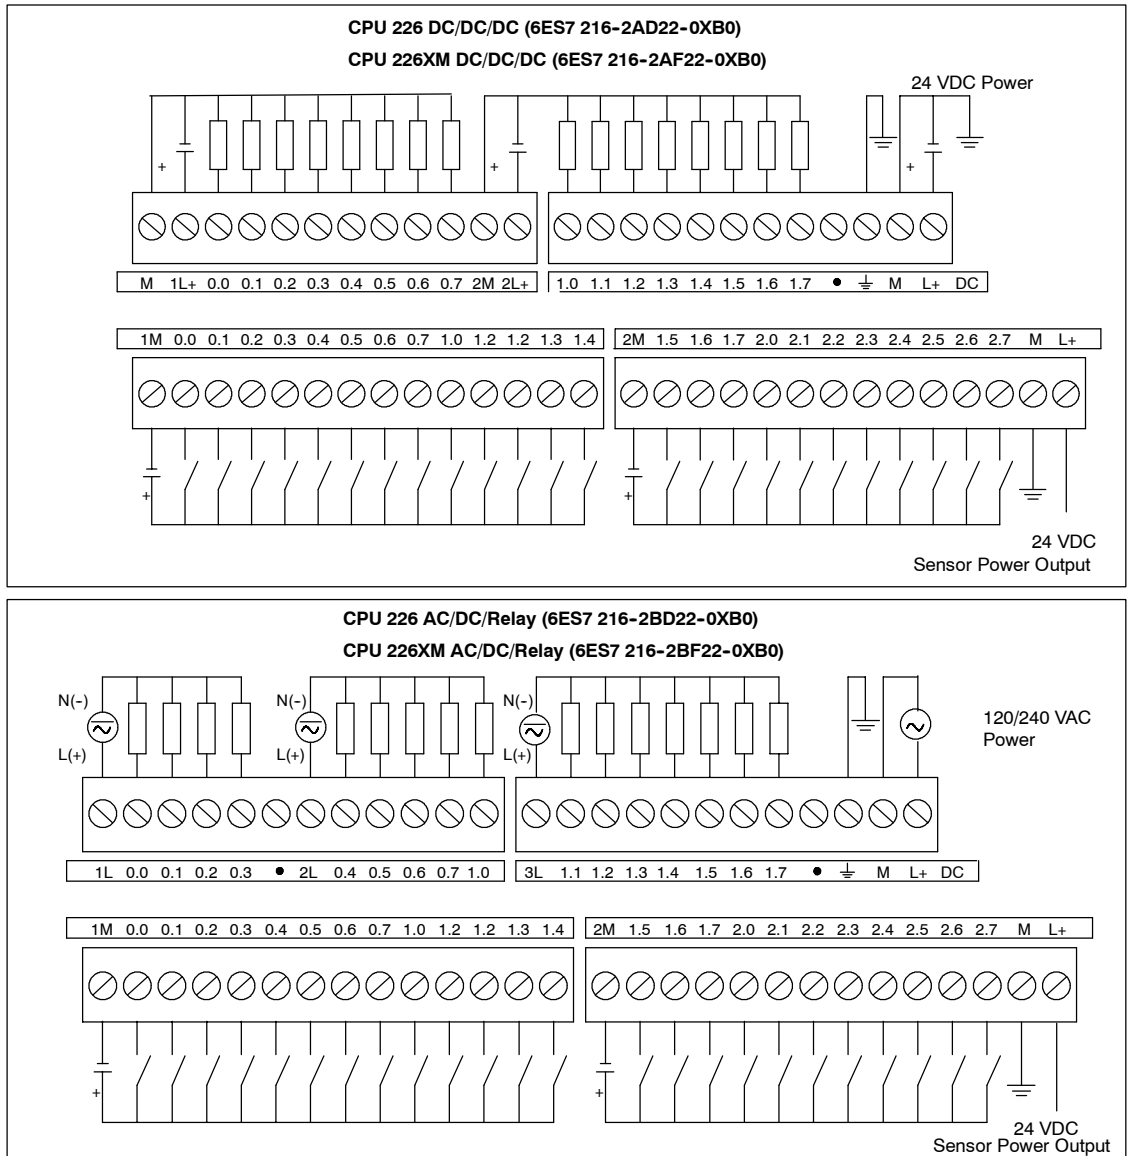 CPU 226 DC/DC/DC (6ES7 216-2AD22-0XB0)
CPU 226XM DC/DC/DC (6ES7 216-2AF22-0XB0)
24 VDC Power
+ + +
M 1L+ 0.0 0.1 0.2 0.3 0.4 0.5 0.6 0.7 2M 2L+ 1.0 1.1 1.2 1.3 1.4 1.5 1.6 1.7 ● ⏚ M L+ DC
1M 0.0 0.1 0.2 0.3 0.4 0.5 0.6 0.7 1.0 1.2 1.2 1.3 1.4 2M 1.5 1.6 1.7 2.0 2.1 2.2 2.3 2.4 2.5 2.6 2.7 M L+
+ +
24 VDC
Sensor Power Output
CPU 226 AC/DC/Relay (6ES7 216-2BD22-0XB0)
CPU 226XM AC/DC/Relay (6ES7 216-2BF22-0XB0)
N(-) N(-) N(-)
120/240 VAC
Power
L(+) L(+) L(+)
1L 0.0 0.1 0.2 0.3 ● 2L 0.4 0.5 0.6 0.7 1.0 3L 1.1 1.2 1.3 1.4 1.5 1.6 1.7 ● ⏚ M L+ DC
1M 0.0 0.1 0.2 0.3 0.4 0.5 0.6 0.7 1.0 1.2 1.2 1.3 1.4 2M 1.5 1.6 1.7 2.0 2.1 2.2 2.3 2.4 2.5 2.6 2.7 M L+
+ +
24 VDC
Sensor Power Output